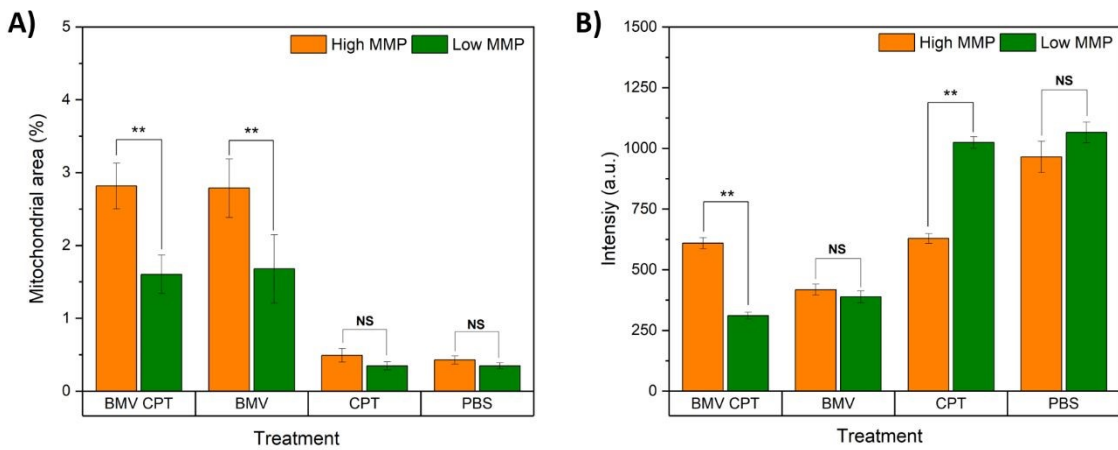 A)
5
4
3
2
1
0
Mitochondrial area (%)
High MMP Low MMP
**
**
NS
NS
BMV CPT BMV CPT PBS
Treatment
B)
1500
1250
1000
750
500
250
0
Intensiy (a.u.)
High MMP Low MMP
**
NS
**
NS
BMV CPT BMV CPT PBS
Treatment